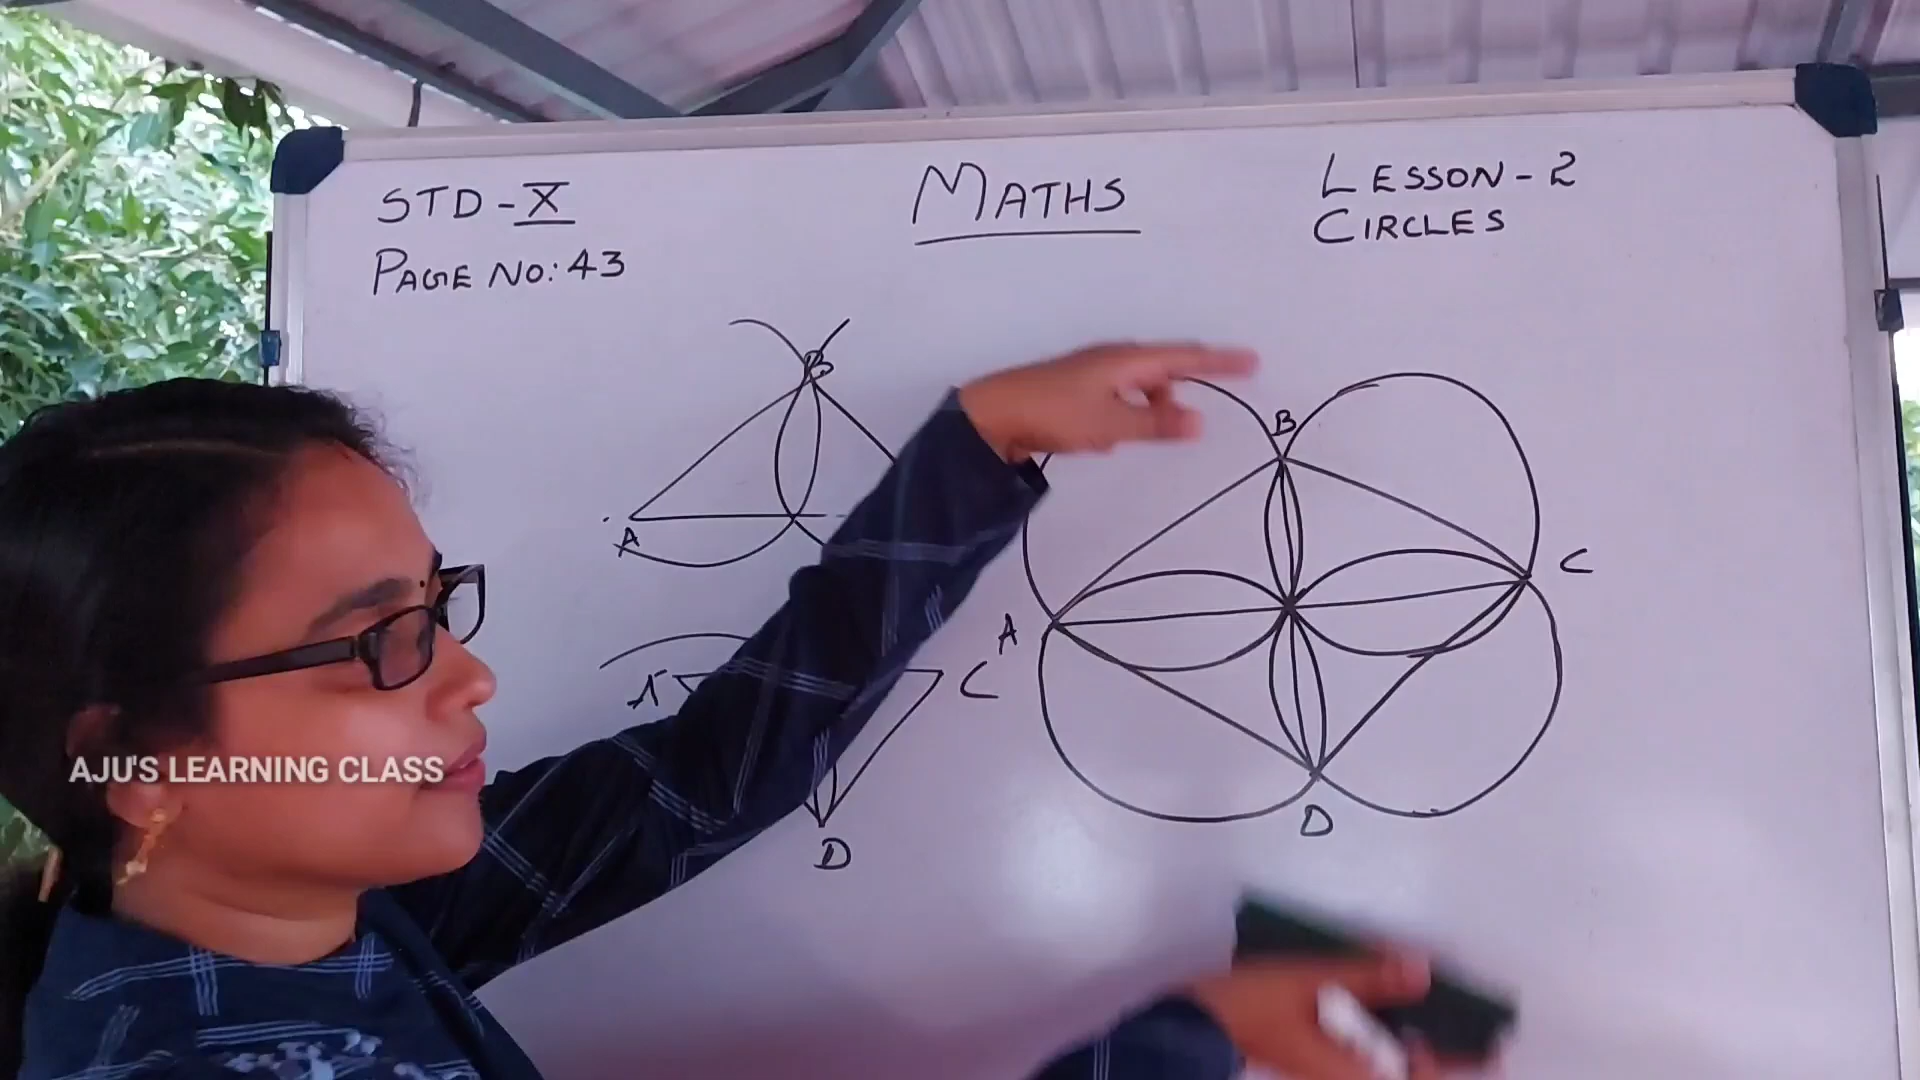 STD-X
PAGE NO: 43
MATHS
LESSON-2
CIRCLES
B
A
A
C
D
B
C
A
D
AJU'S LEARNING CLASS